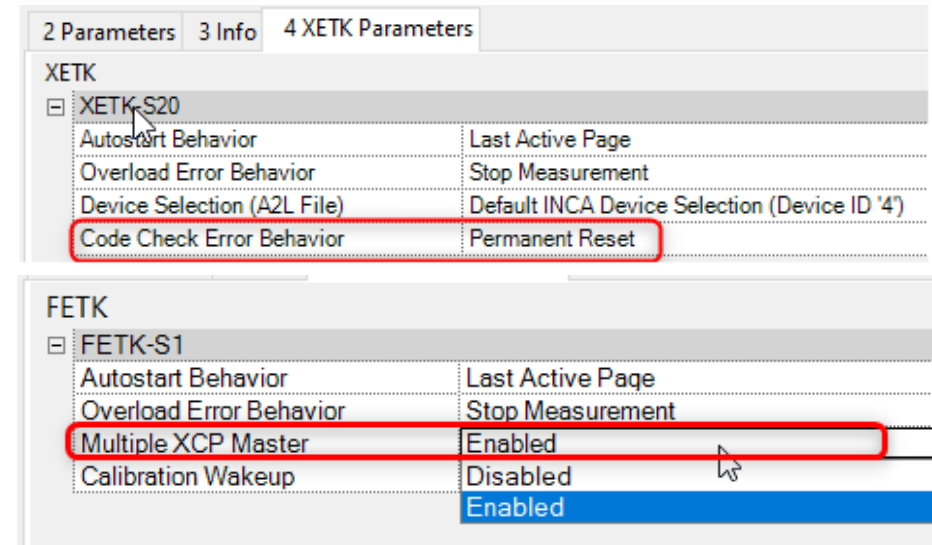 2 Parameters 3 Info 4 XETK Parameters
XETK
XETK-S20
Autostart Behavior Last Active Page
Overload Error Behavior Stop Measurement
Device Selection (A2L File) Default INCA Device Selection (Device ID '4')
Code Check Error Behavior Permanent Reset
FETK
FETK-S1
Autostart Behavior Last Active Page
Overload Error Behavior Stop Measurement
Multiple XCP Master Enabled
Calibration Wakeup Disabled
Enabled